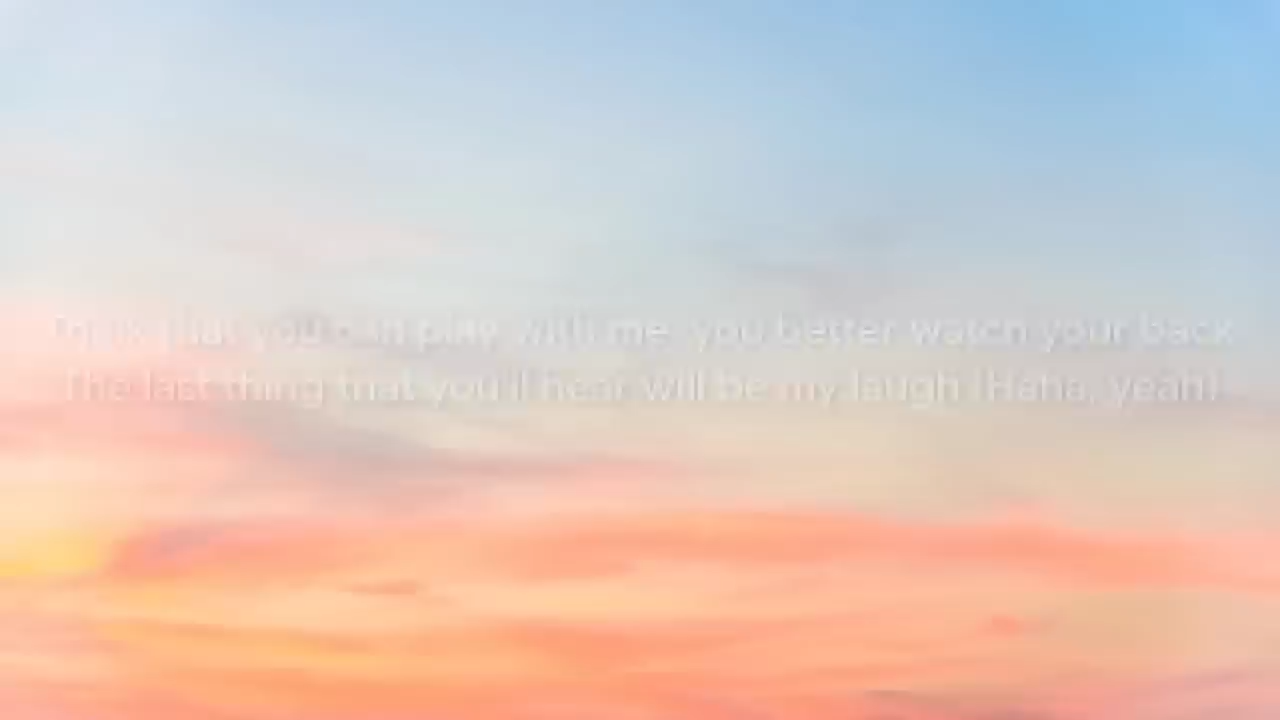 Think that you can play with me, you better watch your back
The last thing that you'll hear will be my laugh (Haha, yeah)